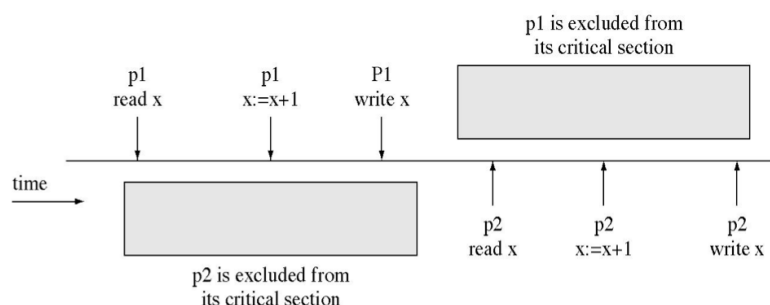 p1 is excluded from
its critical section
p1
read x
p1
x:=x+1
P1
write x
time
p2
read x
p2
x:=x+1
p2
write x
p2 is excluded from
its critical section